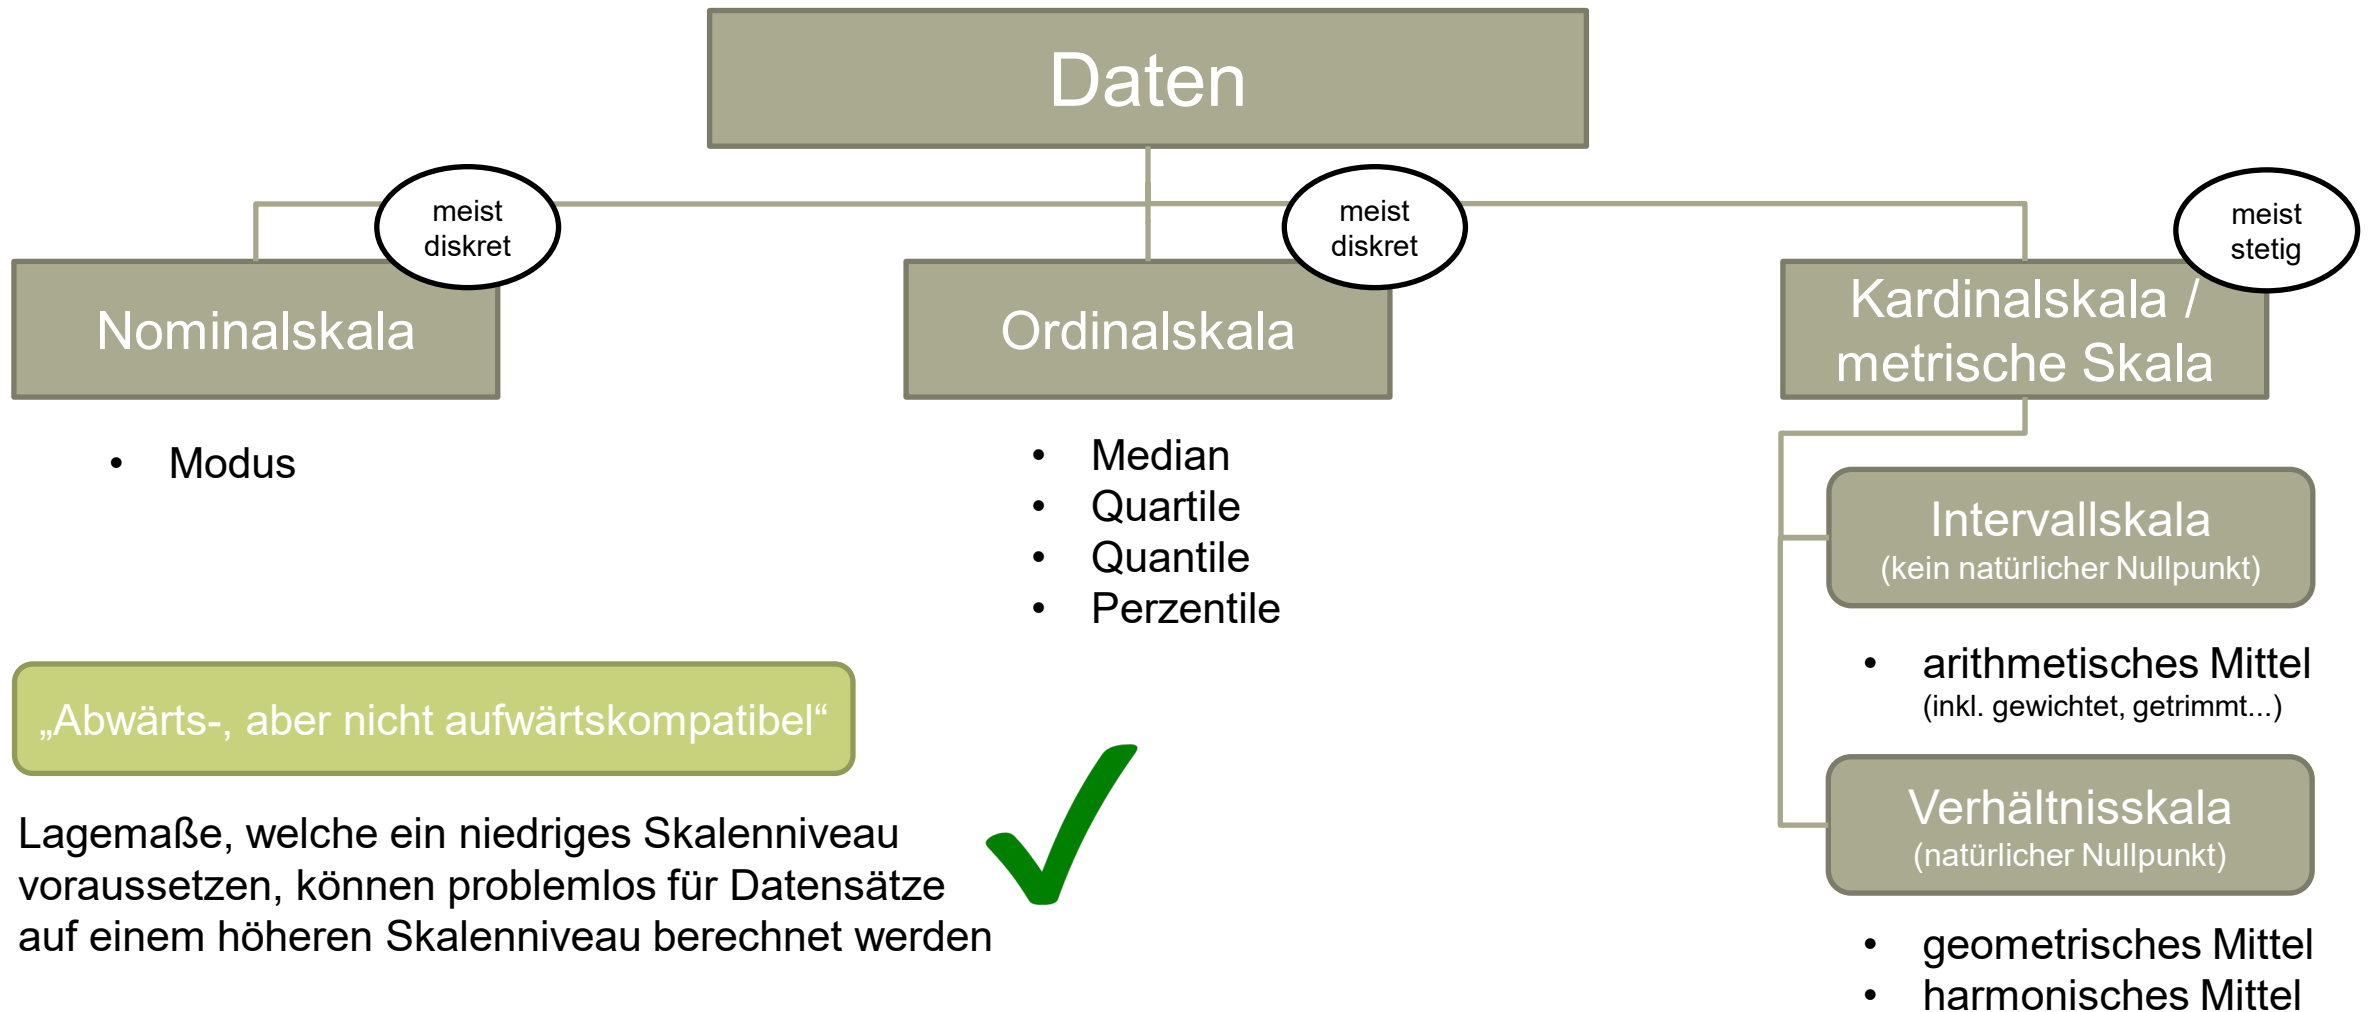 Daten
meist
diskret
meist
diskret
meist
stetig
Nominalskala
Ordinalskala
Kardinalskala /
metrische Skala
• Modus
• Median
• Quartile
• Quantile
• Perzentile
Intervallskala
(kein natürlicher Nullpunkt)
• arithmetisches Mittel
(inkl. gewichtet, getrimmt...)
Verhältnisskala
(natürlicher Nullpunkt)
• geometrisches Mittel
• harmonisches Mittel
„Abwärts-, aber nicht aufwärtskompatibel“
Lagemaße, welche ein niedriges Skalenniveau
voraussetzen, können problemlos für Datensätze
auf einem höheren Skalenniveau berechnet werden